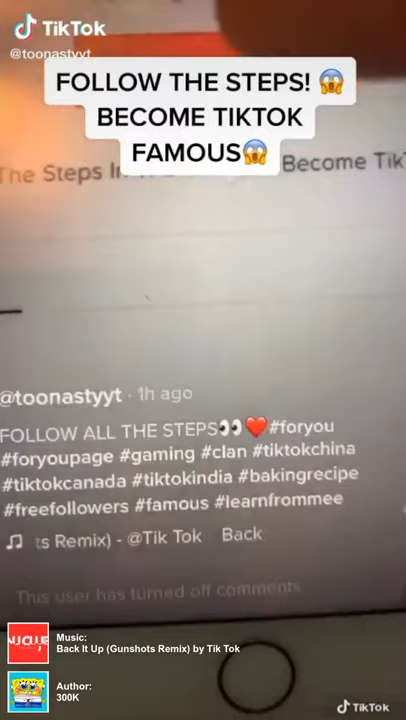 TikTok
@toonastyyt
FOLLOW THE STEPS! 😱
BECOME TIKTOK
FAMOUS😱
The Steps In
Become TikT
@toonastyyt · 1h ago
FOLLOW ALL THE STEPS👀❤️#foryou
#foryoupage #gaming #clan #tiktokchina
#tiktokcanada #tiktokindia #bakingrecipe
#freefollowers #famous #learnfrommee
ts Remix) - @Tik Tok Back
This user has turned off comments
Music:
Back It Up (Gunshots Remix) by Tik Tok
Author:
300K
TikTok